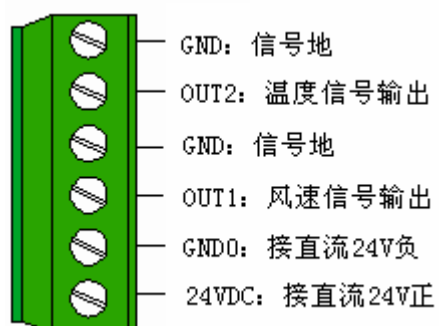 GND: 信号地
OUT2: 温度信号输出
GND: 信号地
OUT1: 风速信号输出
GND0: 接直流24V负
24VDC: 接直流24V正